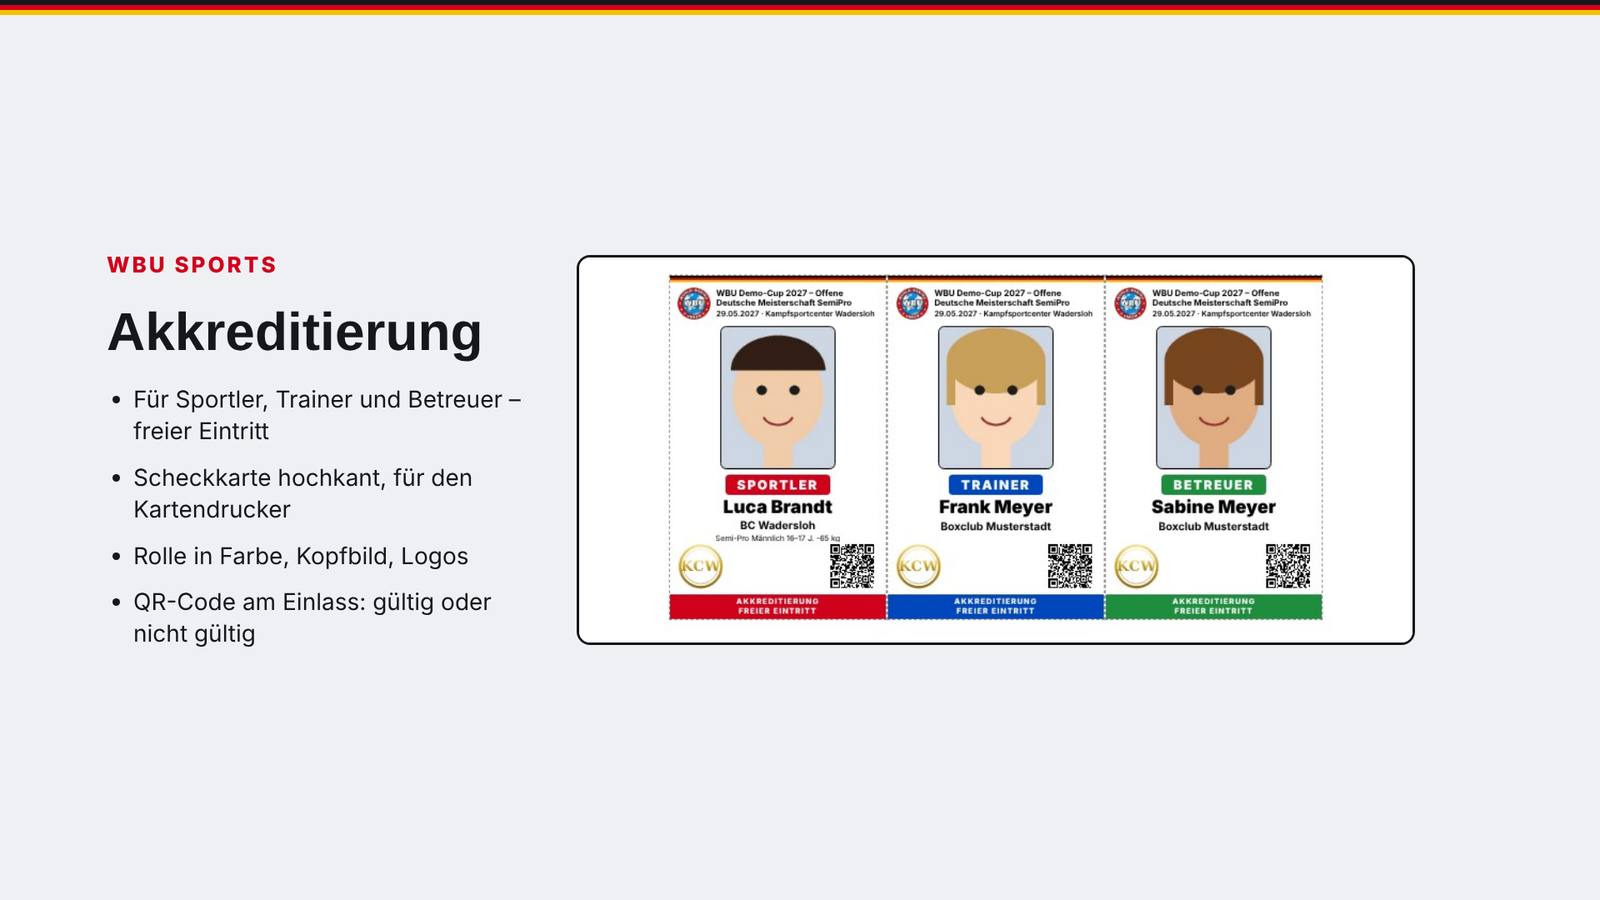 WBU SPORTS
Akkreditierung
• Für Sportler, Trainer und Betreuer –
freier Eintritt
• Scheckkarte hochkant, für den
Kartendrucker
• Rolle in Farbe, Kopfbild, Logos
• QR-Code am Einlass: gültig oder
nicht gültig
WBU
WBU Demo-Cup 2027 – Offene
Deutsche Meisterschaft SemiPro
29.05.2027 · Kampfsportcenter Wadersloh
SPORTLER
Luca Brandt
BC Wadersloh
Semi-Pro Männlich 16–17 J. -65 kg
KCW
AKKREDITIERUNG
FREIER EINTRITT
WBU
WBU Demo-Cup 2027 – Offene
Deutsche Meisterschaft SemiPro
29.05.2027 · Kampfsportcenter Wadersloh
TRAINER
Frank Meyer
Boxclub Musterstadt
KCW
AKKREDITIERUNG
FREIER EINTRITT
WBU
WBU Demo-Cup 2027 – Offene
Deutsche Meisterschaft SemiPro
29.05.2027 · Kampfsportcenter Wadersloh
BETREUER
Sabine Meyer
Boxclub Musterstadt
KCW
AKKREDITIERUNG
FREIER EINTRITT